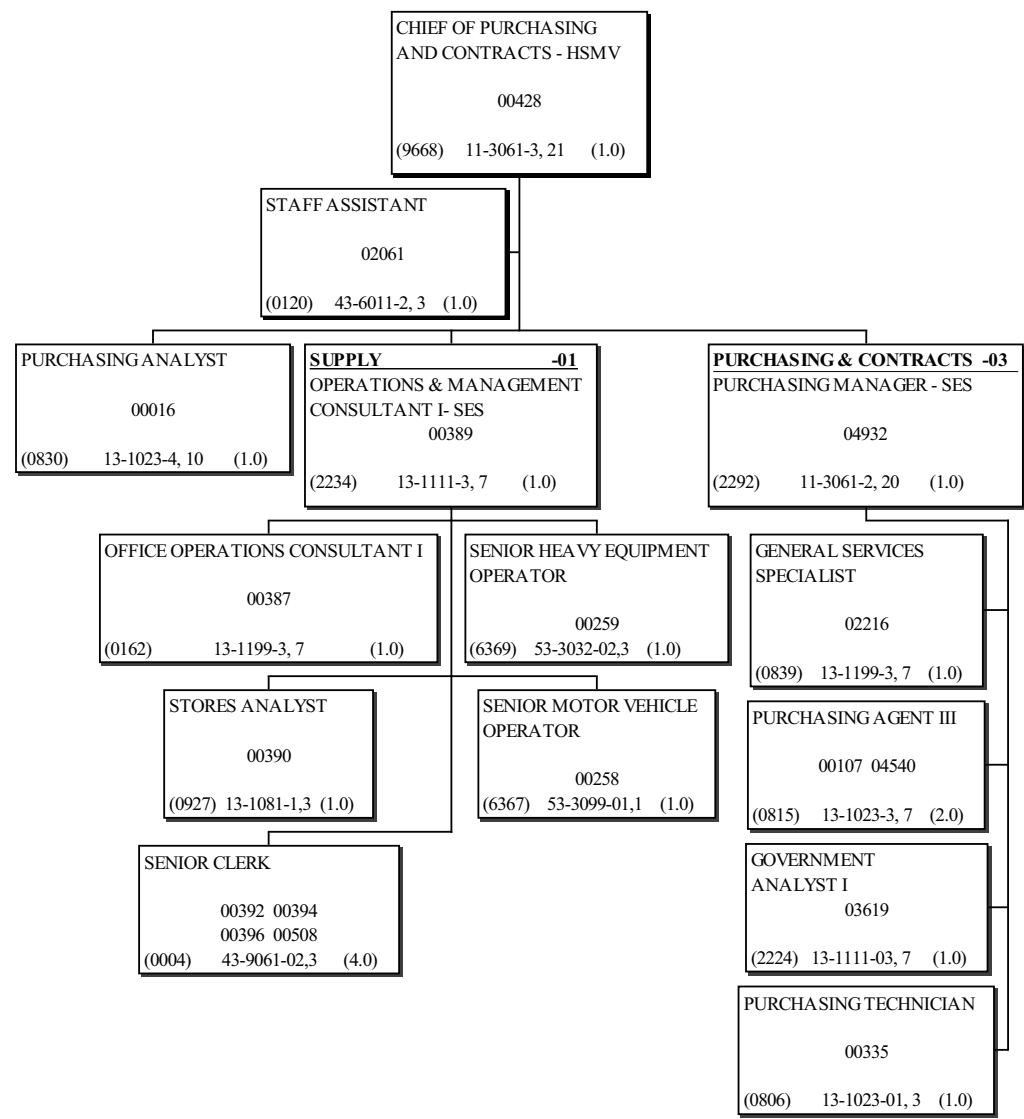 CHIEF OF PURCHASING
AND CONTRACTS - HSMV
00428
(9668) 11-3061-3, 21 (1.0)
STAFF ASSISTANT
02061
(0120) 43-6011-2, 3 (1.0)
PURCHASING ANALYST
00016
(0830) 13-1023-4, 10 (1.0)
SUPPLY -01
OPERATIONS & MANAGEMENT
CONSULTANT I- SES
00389
(2234) 13-1111-3, 7 (1.0)
PURCHASING & CONTRACTS -03
PURCHASING MANAGER - SES
04932
(2292) 11-3061-2, 20 (1.0)
OFFICE OPERATIONS CONSULTANT I
00387
(0162) 13-1199-3, 7 (1.0)
SENIOR HEAVY EQUIPMENT
OPERATOR
00259
(6369) 53-3032-02,3 (1.0)
GENERAL SERVICES
SPECIALIST
02216
(0839) 13-1199-3, 7 (1.0)
STORES ANALYST
00390
(0927) 13-1081-1,3 (1.0)
SENIOR MOTOR VEHICLE
OPERATOR
00258
(6367) 53-3099-01,1 (1.0)
PURCHASING AGENT III
00107 04540
(0815) 13-1023-3, 7 (2.0)
SENIOR CLERK
00392 00394
00396 00508
(0004) 43-9061-02,3 (4.0)
GOVERNMENT
ANALYST I
03619
(2224) 13-1111-03, 7 (1.0)
PURCHASING TECHNICIAN
00335
(0806) 13-1023-01, 3 (1.0)